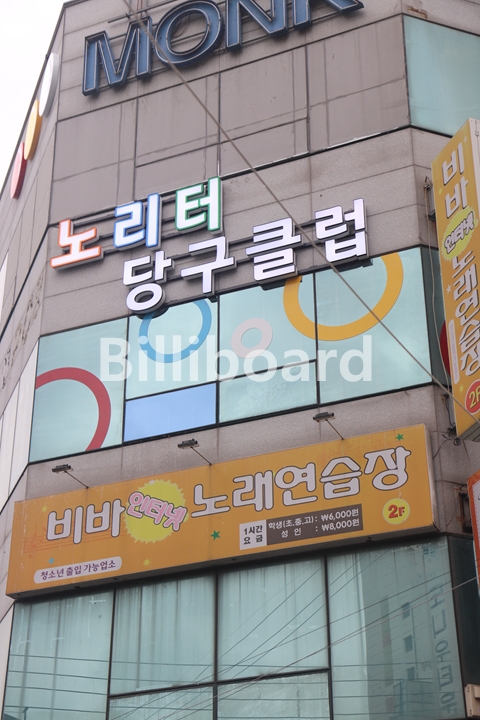 MONK
노리터
당구클럽
Billiboard
비바 인터넷 노래연습장
2F
1시간
요금
학생(초,중,고) : ₩6,000원
성인 : ₩8,000원
청소년 출입 가능업소
비바 인터넷 노래연습장
2F